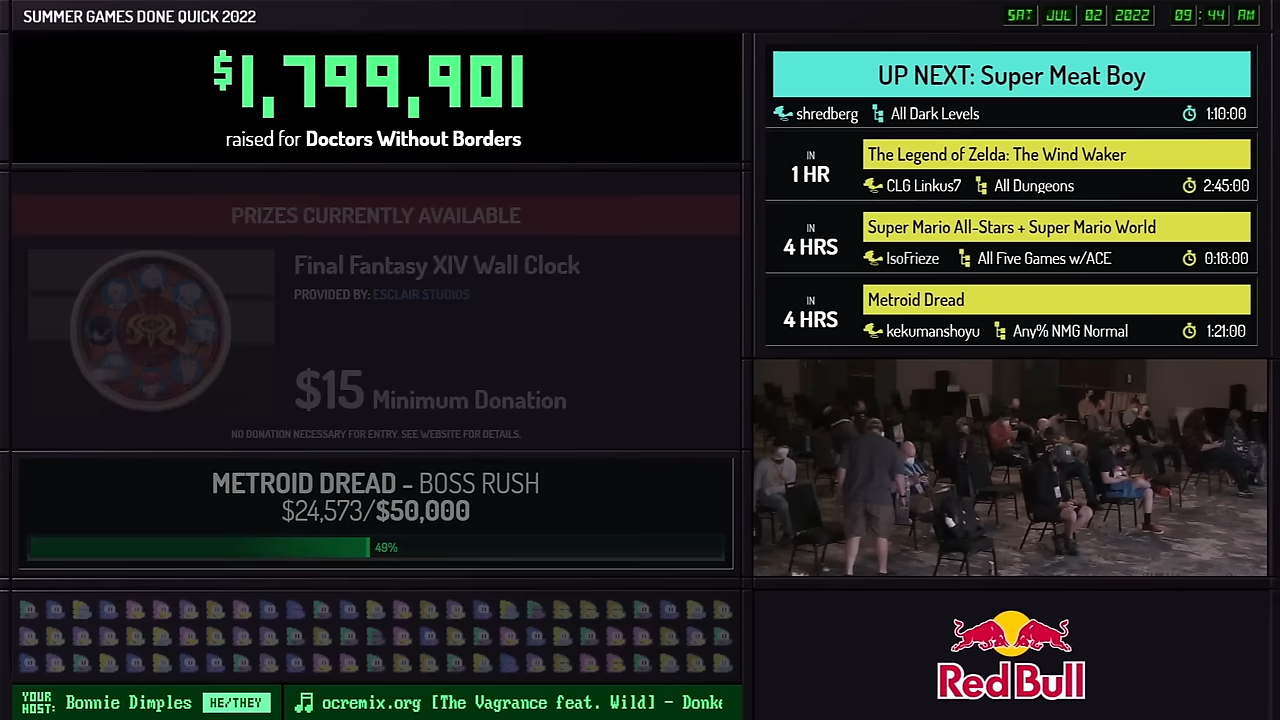 SUMMER GAMES DONE QUICK 2022
SAT JUL 02 2022 09:44 AM
$1,799,901
raised for Doctors Without Borders
PRIZES CURRENTLY AVAILABLE
Final Fantasy XIV Wall Clock
PROVIDED BY: ESCLAIR STUDIOS
$15 Minimum Donation
NO DONATION NECESSARY FOR ENTRY. SEE WEBSITE FOR DETAILS.
METROID DREAD - BOSS RUSH
$24,573/$50,000
49%
YOUR HOST: Bonnie Dimples HE/THEY
ocremix.org [The Vagrance feat. Wild] - Donk
UP NEXT: Super Meat Boy
shredberg All Dark Levels 1:10:00
IN 1 HR
The Legend of Zelda: The Wind Waker
CLG Linkus7 All Dungeons 2:45:00
IN 4 HRS
Super Mario All-Stars + Super Mario World
IsoFrieze All Five Games w/ACE 0:18:00
IN 4 HRS
Metroid Dread
kekumanshoyu Any% NMG Normal 1:21:00
Red Bull